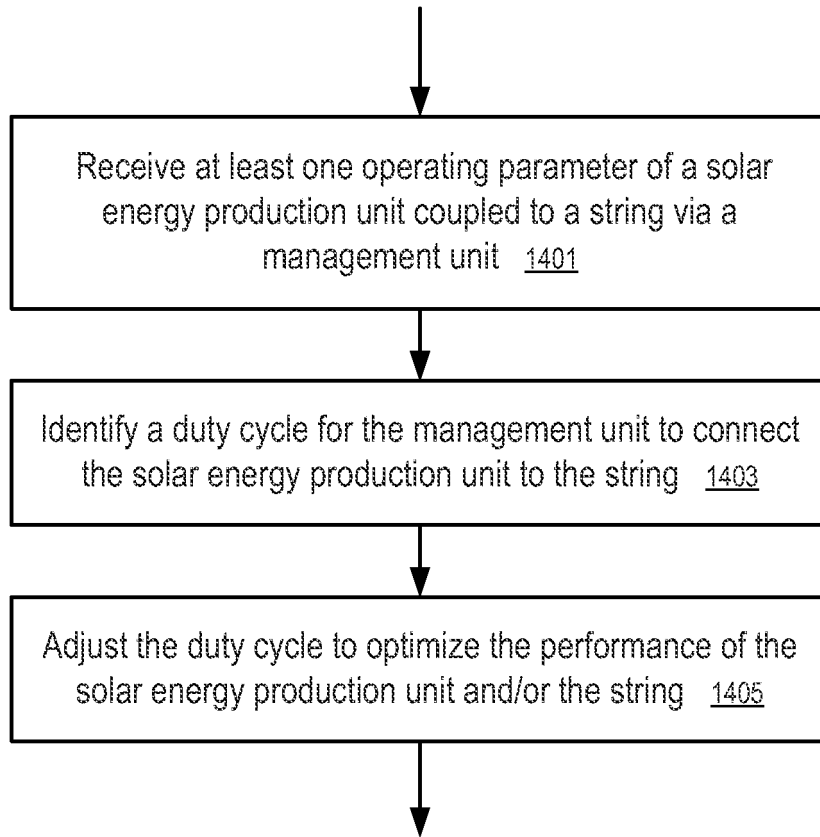 Receive at least one operating parameter of a solar
energy production unit coupled to a string via a
management unit 1401
Identify a duty cycle for the management unit to connect
the solar energy production unit to the string 1403
Adjust the duty cycle to optimize the performance of the
solar energy production unit and/or the string 1405